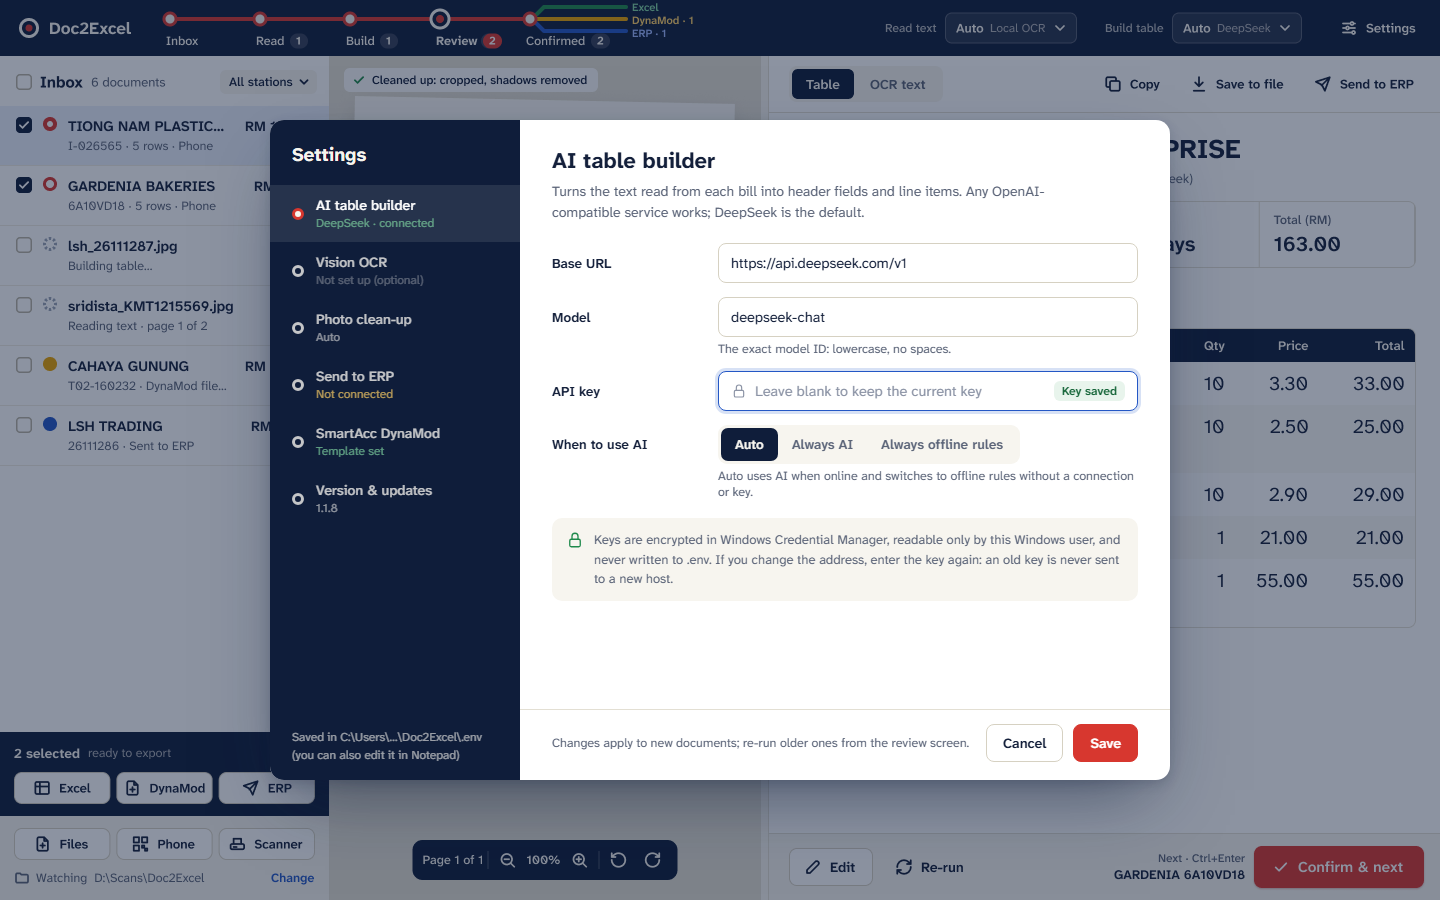 Doc2Excel
Inbox
Read 1
Build 1
Review 2
Confirmed 2
Excel
DynaMod · 1
ERP · 1
Read text
Auto Local OCR
Build table
Auto DeepSeek
Settings
Inbox 6 documents
All stations
TIONG NAM PLASTIC... RM
I-026565 · 5 rows · Phone
GARDENIA BAKERIES RM
6A10VD18 · 5 rows · Phone
lsh_26111287.jpg
Building table...
sridista_KMT1215569.jpg
Reading text · page 1 of 2
CAHAYA GUNUNG RM
T02-160232 · DynaMod file...
LSH TRADING RM
26111286 · Sent to ERP
2 selected ready to export
Excel
DynaMod
ERP
Files
Phone
Scanner
Watching D:\Scans\Doc2Excel
Change
Cleaned up: cropped, shadows removed
Page 1 of 1
100%
Table
OCR text
Copy
Save to file
Send to ERP
PRISE
eek)
ays
Total (RM)
163.00
Qty Price Total
10 3.30 33.00
10 2.50 25.00
10 2.90 29.00
1 21.00 21.00
1 55.00 55.00
Edit
Re-run
Next · Ctrl+Enter
GARDENIA 6A10VD18
Confirm & next
Settings
AI table builder
DeepSeek · connected
Vision OCR
Not set up (optional)
Photo clean-up
Auto
Send to ERP
Not connected
SmartAcc DynaMod
Template set
Version & updates
1.1.8
Saved in C:\Users\...\Doc2Excel\.env
(you can also edit it in Notepad)
AI table builder
Turns the text read from each bill into header fields and line items. Any OpenAI-
compatible service works; DeepSeek is the default.
Base URL
https://api.deepseek.com/v1
Model
deepseek-chat
The exact model ID: lowercase, no spaces.
API key
Leave blank to keep the current key
Key saved
When to use AI
Auto
Always AI
Always offline rules
Auto uses AI when online and switches to offline rules without a connection
or key.
Keys are encrypted in Windows Credential Manager, readable only by this Windows user, and
never written to .env. If you change the address, enter the key again: an old key is never sent
to a new host.
Changes apply to new documents; re-run older ones from the review screen.
Cancel
Save